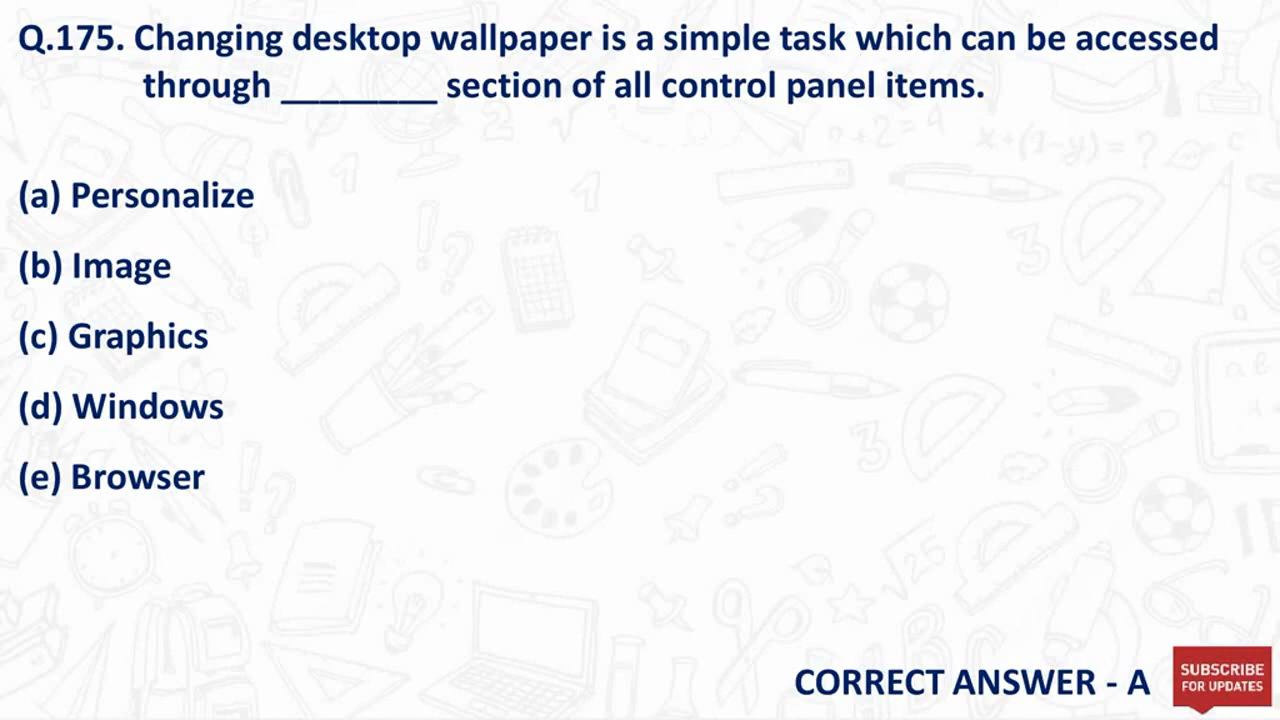 Q.175. Changing desktop wallpaper is a simple task which can be accessed
through ________ section of all control panel items.
(a) Personalize
(b) Image
(c) Graphics
(d) Windows
(e) Browser
CORRECT ANSWER - A
SUBSCRIBE
FOR UPDATES